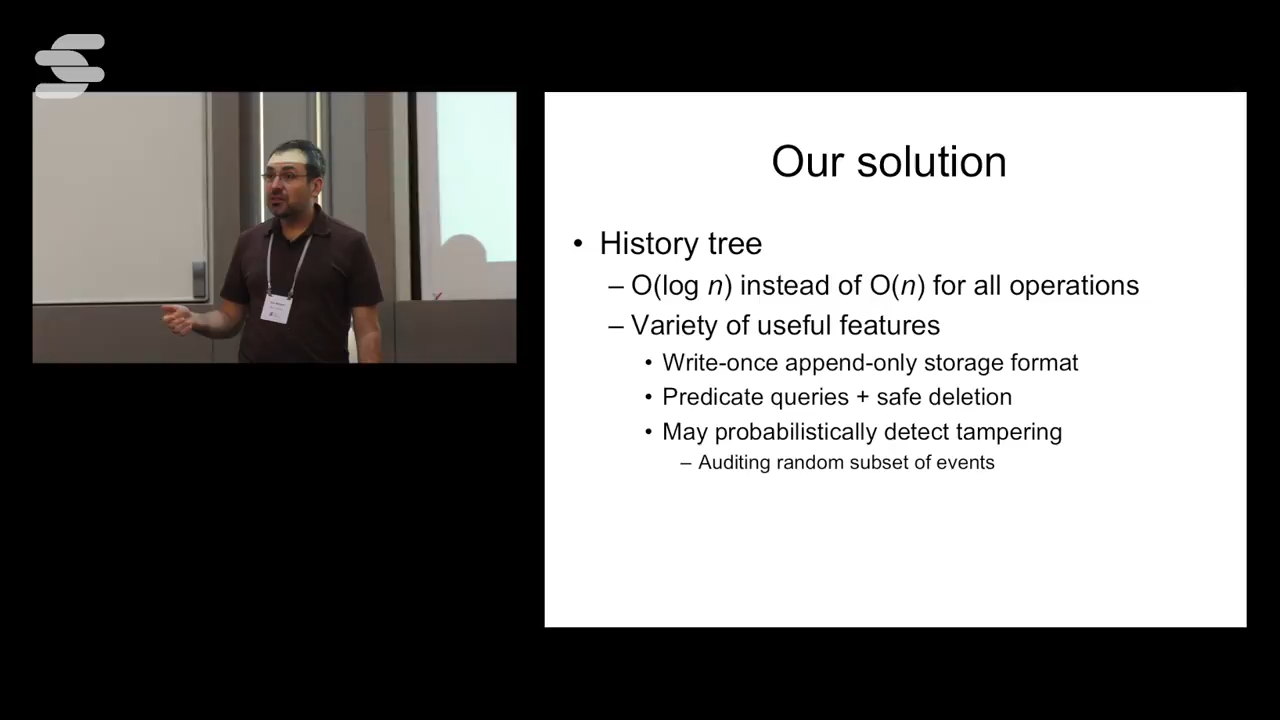 Our solution
• History tree
– O(log n) instead of O(n) for all operations
– Variety of useful features
• Write-once append-only storage format
• Predicate queries + safe deletion
• May probabilistically detect tampering
– Auditing random subset of events